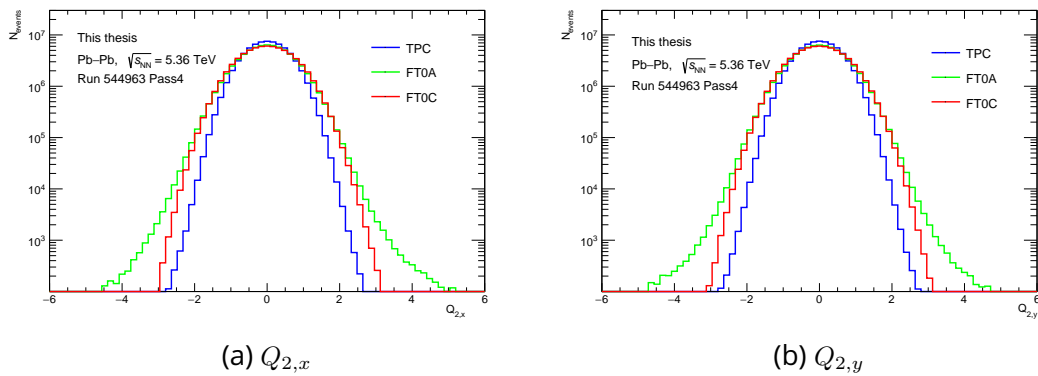 N_events
10^7
10^6
10^5
10^4
10^3
This thesis
Pb–Pb, √s_NN = 5.36 TeV
Run 544963 Pass4
TPC
FT0A
FT0C
−6 −4 −2 0 2 4 6
Q_2,x
(a) Q_2,x
N_events
10^7
10^6
10^5
10^4
10^3
This thesis
Pb–Pb, √s_NN = 5.36 TeV
Run 544963 Pass4
TPC
FT0A
FT0C
−6 −4 −2 0 2 4 6
Q_2,y
(b) Q_2,y